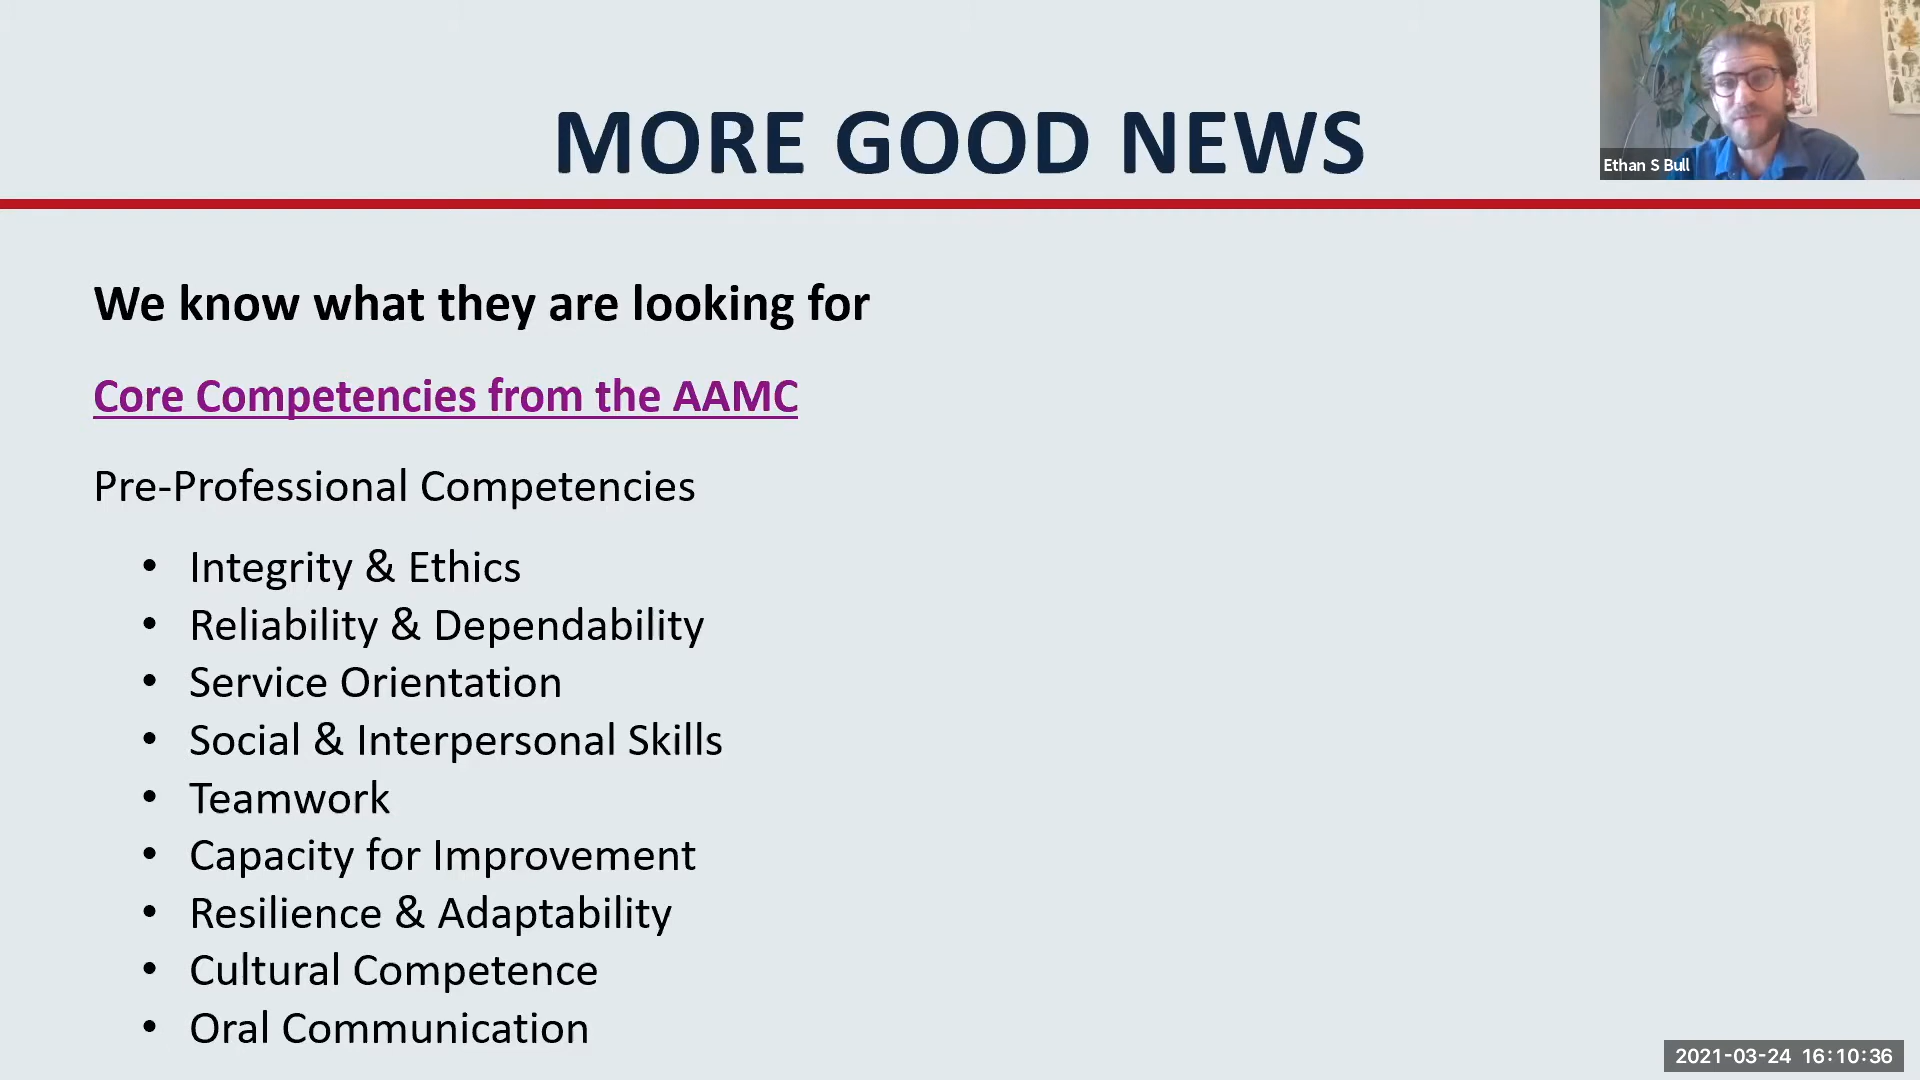 MORE GOOD NEWS
Ethan S Bull
We know what they are looking for
Core Competencies from the AAMC
Pre-Professional Competencies
• Integrity & Ethics
• Reliability & Dependability
• Service Orientation
• Social & Interpersonal Skills
• Teamwork
• Capacity for Improvement
• Resilience & Adaptability
• Cultural Competence
• Oral Communication
2021-03-24 16:10:36